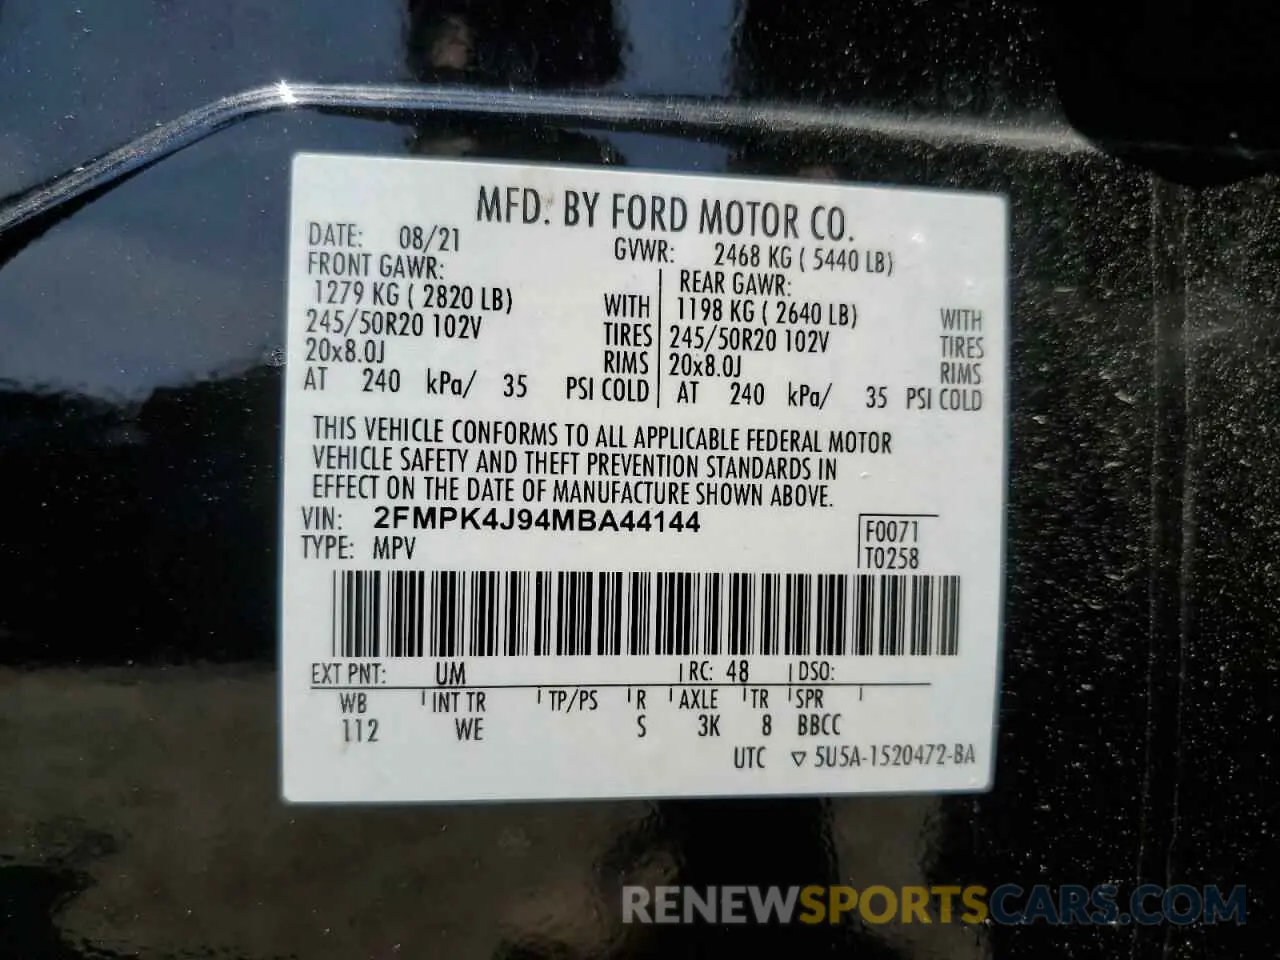 MFD. BY FORD MOTOR CO.
DATE: 08/21 GVWR: 2468 KG ( 5440 LB)
FRONT GAWR: REAR GAWR:
1279 KG ( 2820 LB) WITH 1198 KG ( 2640 LB) WITH
245/50R20 102V TIRES 245/50R20 102V TIRES
20x8.0J RIMS 20x8.0J RIMS
AT 240 kPa/ 35 PSI COLD AT 240 kPa/ 35 PSI COLD
THIS VEHICLE CONFORMS TO ALL APPLICABLE FEDERAL MOTOR
VEHICLE SAFETY AND THEFT PREVENTION STANDARDS IN
EFFECT ON THE DATE OF MANUFACTURE SHOWN ABOVE.
VIN: 2FMPK4J94MBA44144 F0071
TYPE: MPV T0258
EXT PNT: UM RC: 48 DSO:
WB INT TR TP/PS R AXLE TR SPR
112 WE S 3K 8 BBCC
UTC ▽ 5U5A-1520472-BA
RENEWSPORTSCARS.COM